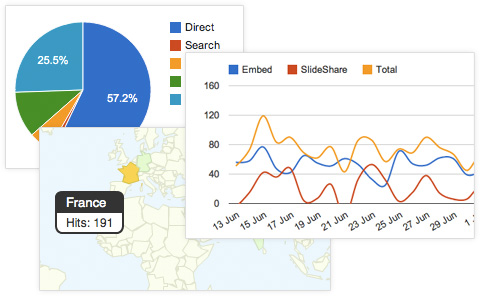 25.5%
57.2%
Direct
Search
Embed
SlideShare
Total
160
120
80
40
0
13 Jun
15 Jun
17 Jun
19 Jun
21 Jun
23 Jun
25 Jun
27 Jun
29 Jun
1
France
Hits: 191